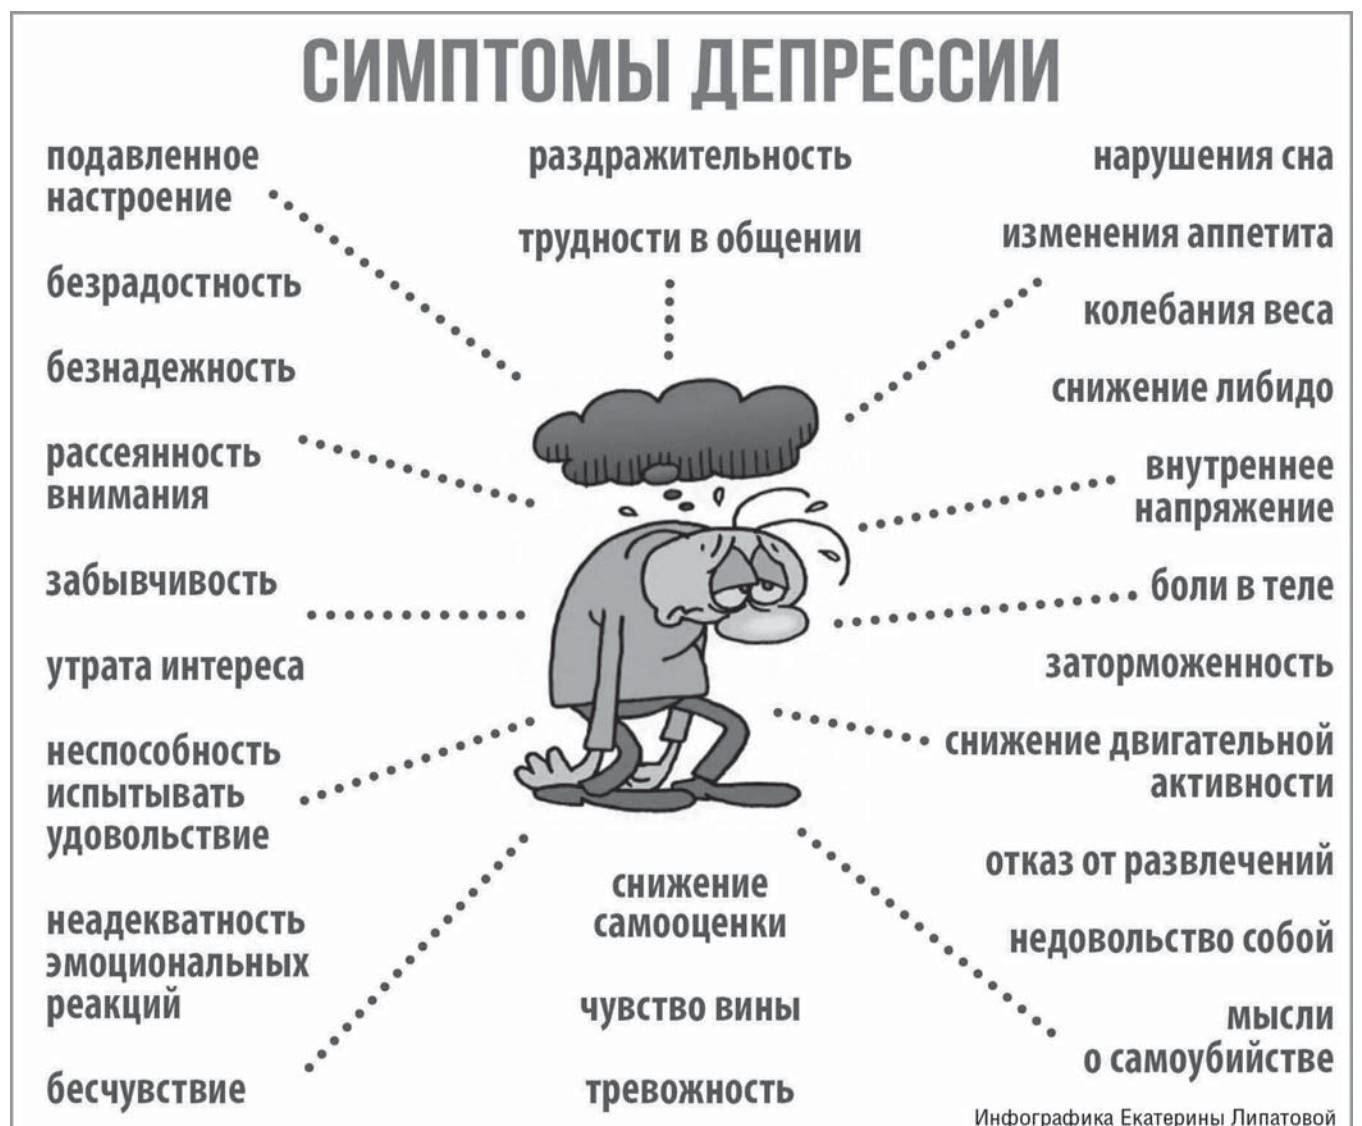 СИМПТОМЫ ДЕПРЕССИИ
подавленное
настроение
безрадостность
безнадежность
рассеянность
внимания
забывчивость
утрата интереса
неспособность
испытывать
удовольствие
неадекватность
эмоциональных
реакций
бесчувствие
раздражительность
трудности в общении
снижение
самооценки
чувство вины
тревожность
нарушения сна
изменения аппетита
колебания веса
снижение либидо
внутреннее
напряжение
боли в теле
заторможенность
снижение двигательной
активности
отказ от развлечений
недовольство собой
мысли
о самоубийстве
Инфографика Екатерины Липатовой